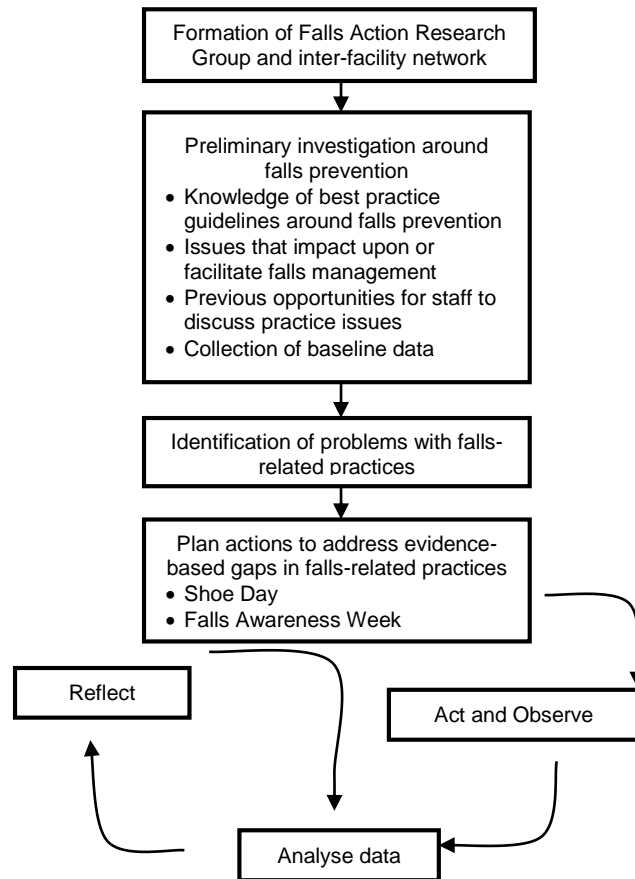 Formation of Falls Action Research
Group and inter-facility network
Preliminary investigation around
falls prevention
• Knowledge of best practice
guidelines around falls prevention
• Issues that impact upon or
facilitate falls management
• Previous opportunities for staff to
discuss practice issues
• Collection of baseline data
Identification of problems with falls-
related practices
Plan actions to address evidence-
based gaps in falls-related practices
• Shoe Day
• Falls Awareness Week
Reflect
Act and Observe
Analyse data